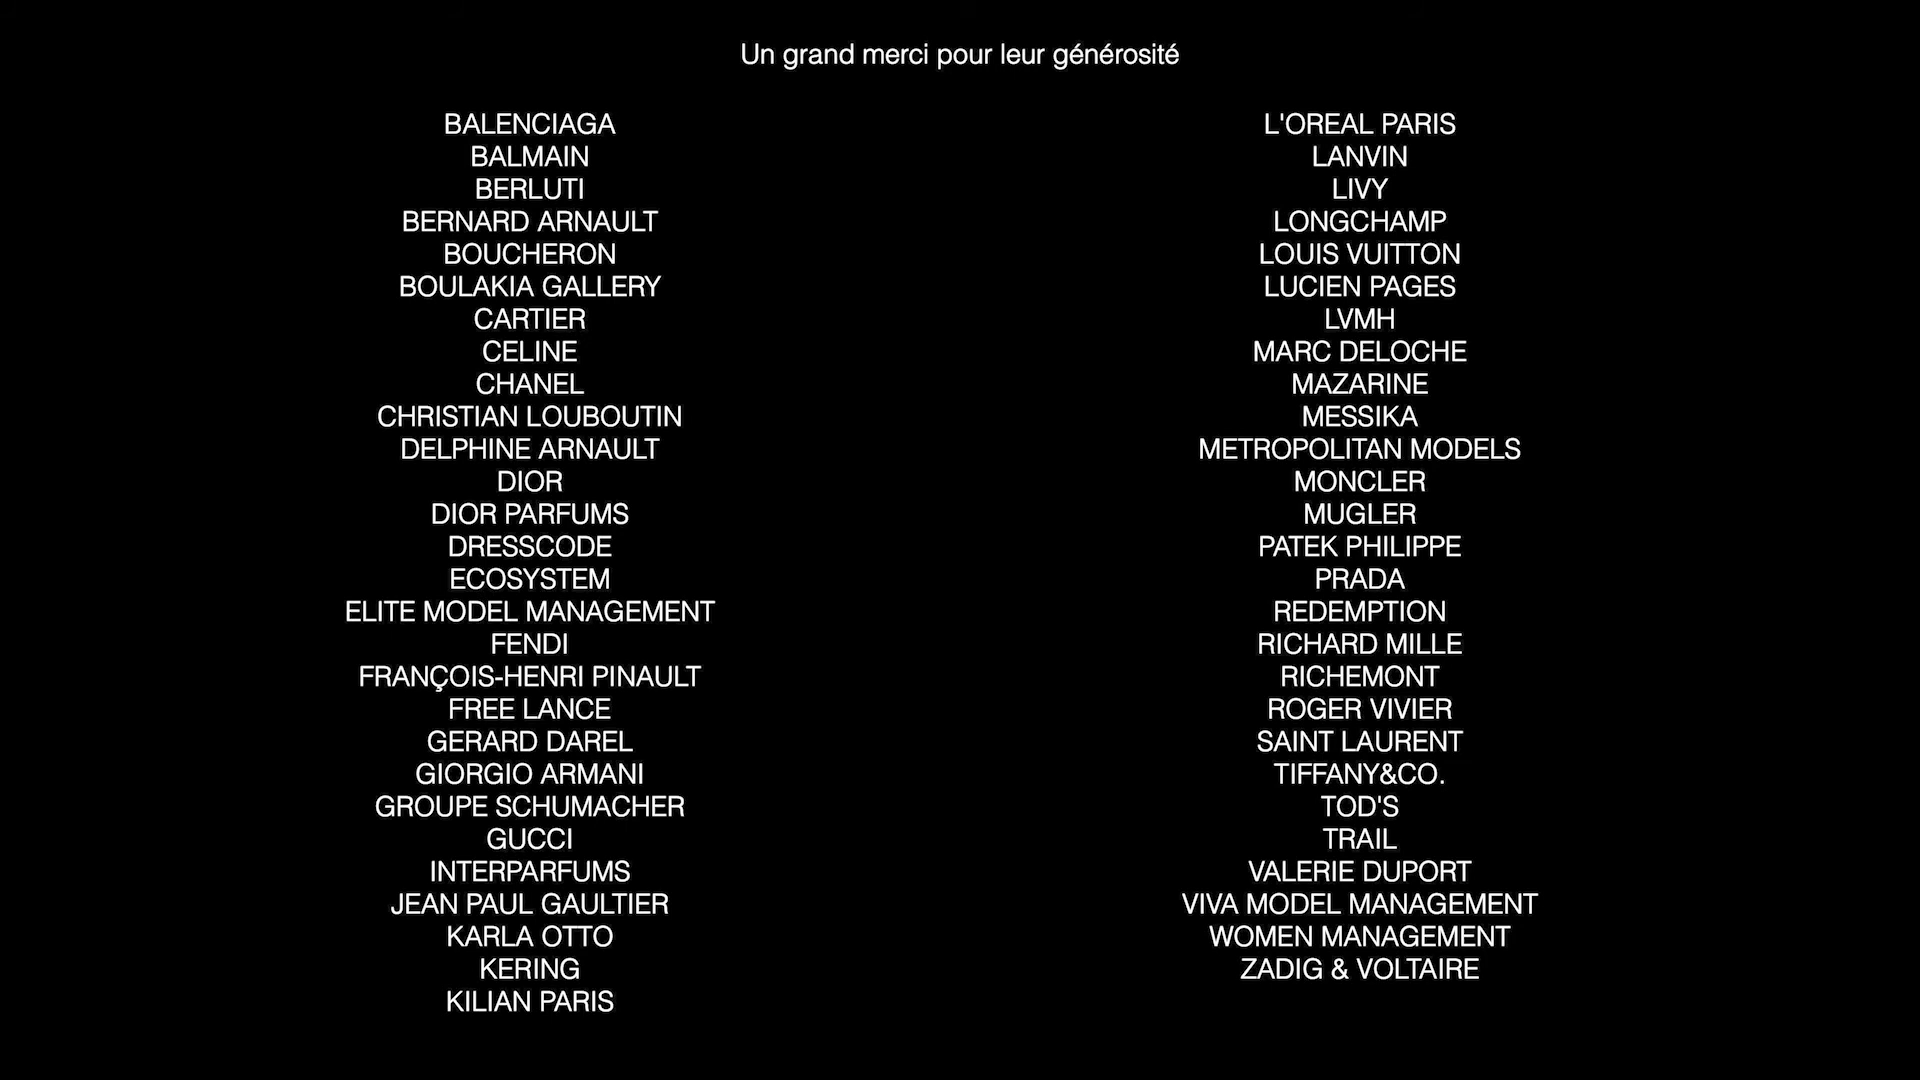 Un grand merci pour leur générosité
BALENCIAGA
BALMAIN
BERLUTI
BERNARD ARNAULT
BOUCHERON
BOULAKIA GALLERY
CARTIER
CELINE
CHANEL
CHRISTIAN LOUBOUTIN
DELPHINE ARNAULT
DIOR
DIOR PARFUMS
DRESSCODE
ECOSYSTEM
ELITE MODEL MANAGEMENT
FENDI
FRANÇOIS-HENRI PINAULT
FREE LANCE
GERARD DAREL
GIORGIO ARMANI
GROUPE SCHUMACHER
GUCCI
INTERPARFUMS
JEAN PAUL GAULTIER
KARLA OTTO
KERING
KILIAN PARIS
L'OREAL PARIS
LANVIN
LIVY
LONGCHAMP
LOUIS VUITTON
LUCIEN PAGES
LVMH
MARC DELOCHE
MAZARINE
MESSIKA
METROPOLITAN MODELS
MONCLER
MUGLER
PATEK PHILIPPE
PRADA
REDEMPTION
RICHARD MILLE
RICHEMONT
ROGER VIVIER
SAINT LAURENT
TIFFANY&CO.
TOD'S
TRAIL
VALERIE DUPORT
VIVA MODEL MANAGEMENT
WOMEN MANAGEMENT
ZADIG & VOLTAIRE